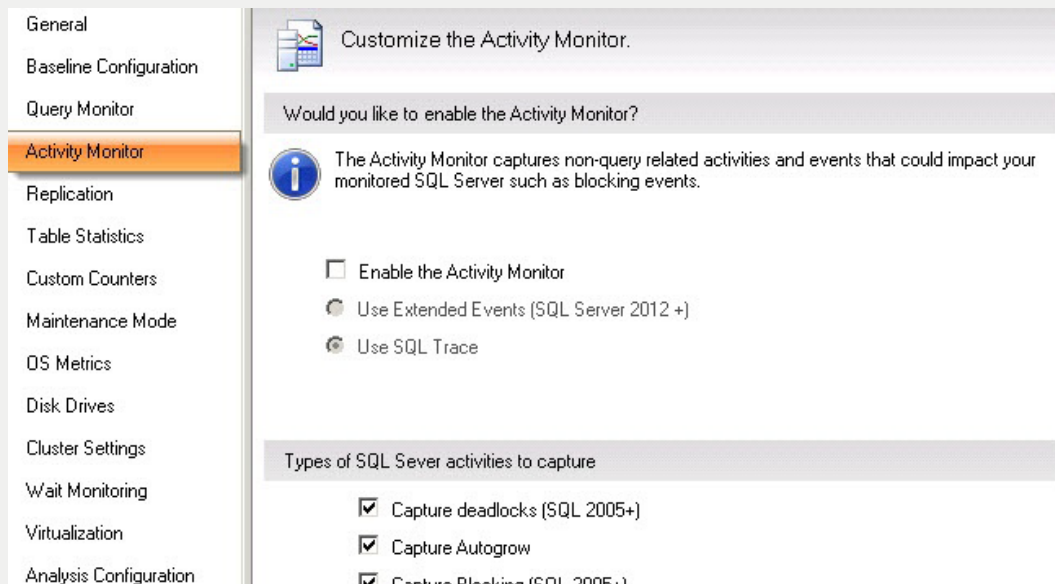 General
Baseline Configuration
Query Monitor
Activity Monitor
Replication
Table Statistics
Custom Counters
Maintenance Mode
OS Metrics
Disk Drives
Cluster Settings
Wait Monitoring
Virtualization
Analysis Configuration
Customize the Activity Monitor.
Would you like to enable the Activity Monitor?
The Activity Monitor captures non-query related activities and events that could impact your
monitored SQL Server such as blocking events.
Enable the Activity Monitor
Use Extended Events (SQL Server 2012 +)
Use SQL Trace
Types of SQL Sever activities to capture
Capture deadlocks (SQL 2005+)
Capture Autogrow
Capture Blocking (SQL 2005+)